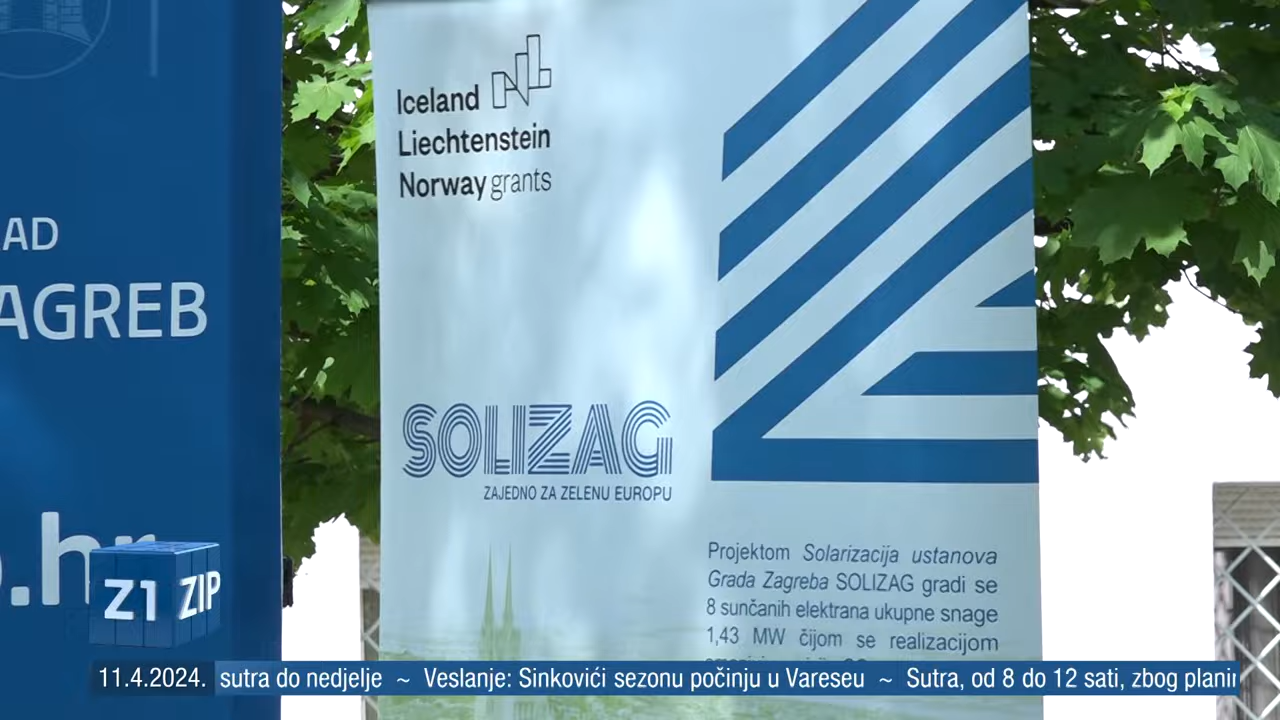 AD
AGREB
.hr
Iceland
Liechtenstein
Norway grants
SOLIZAG
ZAJEDNO ZA ZELENU EUROPU
Projektom Solarizacija ustanova
Grada Zagreba SOLIZAG gradi se
8 sunčanih elektrana ukupne snage
1,43 MW čijom se realizacijom
Z1 ZIP
11.4.2024. sutra do nedjelje ~ Veslanje: Sinkovići sezonu počinju u Vareseu ~ Sutra, od 8 do 12 sati, zbog planir